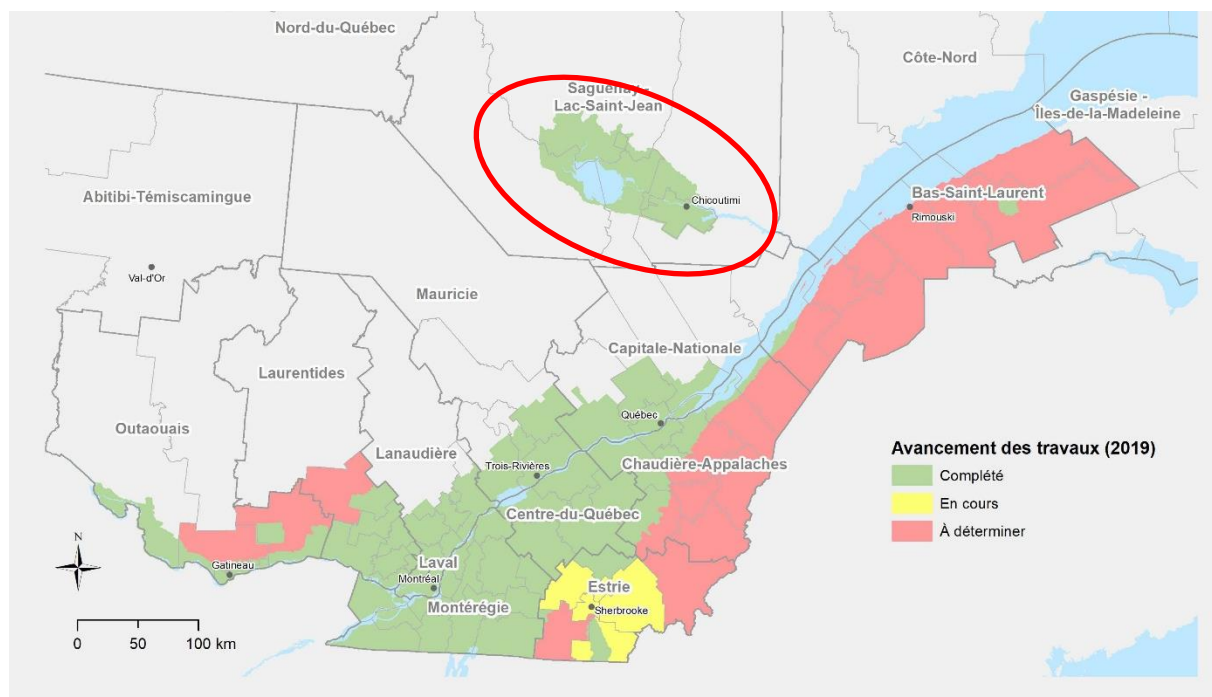 Nord-du-Québec
Côte-Nord
Saguenay -
Lac-Saint-Jean
Gaspésie -
Îles-de-la-Madeleine
Abitibi-Témiscamingue
Chicoutimi
Bas-Saint-Laurent
Rimouski
Val-d'Or
Mauricie
Capitale-Nationale
Laurentides
Québec
Outaouais
Lanaudière
Trois-Rivières
Chaudière-Appalaches
Centre-du-Québec
Avancement des travaux (2019)
Complété
En cours
À déterminer
N
Gatineau
Laval
Montréal
Montérégie
Estrie
Sherbrooke
0 50 100 km